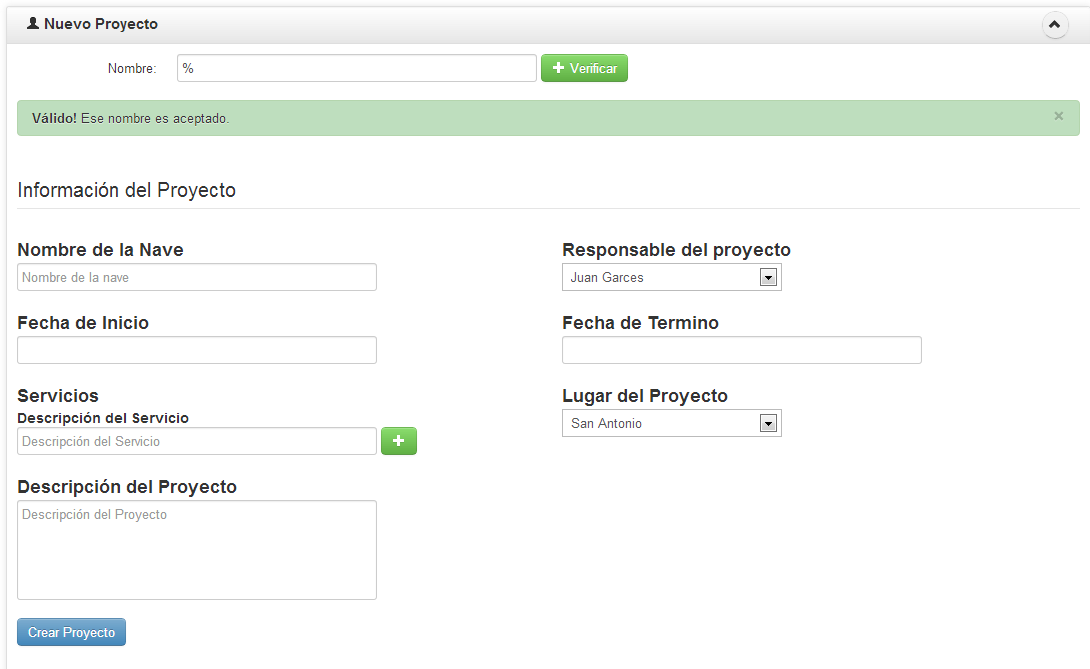 Nuevo Proyecto
Nombre: % Verificar
Válido! Ese nombre es aceptado. ×
Información del Proyecto
Nombre de la Nave
Nombre de la nave
Responsable del proyecto
Juan Garces
Fecha de Inicio
Fecha de Termino
Servicios
Descripción del Servicio
Descripción del Servicio
Lugar del Proyecto
San Antonio
Descripción del Proyecto
Descripción del Proyecto
Crear Proyecto